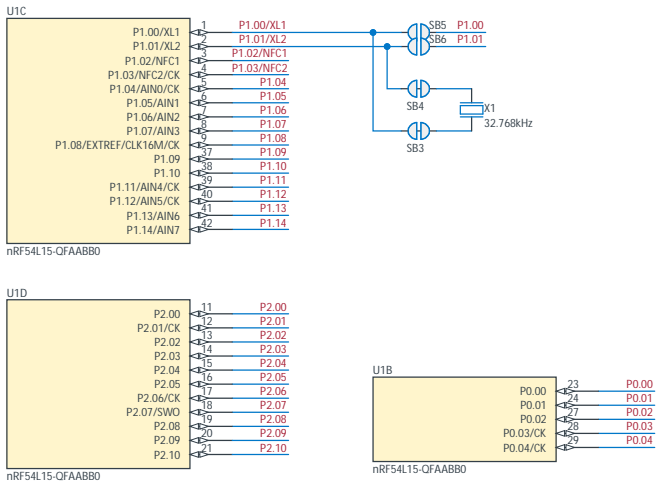 U1C
P1.00/XL1 1 P1.00/XL1 SB5 P1.00
P1.01/XL2 2 P1.01/XL2 SB6 P1.01
P1.02/NFC1 3 P1.02/NFC1
P1.03/NFC2/CK 4 P1.03/NFC2
P1.04/AIN0/CK 5 P1.04
P1.05/AIN1 6 P1.05
P1.06/AIN2 7 P1.06
P1.07/AIN3 8 P1.07
P1.08/EXTREF/CLK16M/CK 9 P1.08
P1.09 37 P1.09
P1.10 38 P1.10
P1.11/AIN4/CK 39 P1.11
P1.12/AIN5/CK 40 P1.12
P1.13/AIN6 41 P1.13
P1.14/AIN7 42 P1.14
nRF54L15-QFAABB0
SB4
X1
32.768kHz
SB3
U1D
P2.00 11 P2.00
P2.01/CK 12 P2.01
P2.02 13 P2.02
P2.03 14 P2.03
P2.04 15 P2.04
P2.05 16 P2.05
P2.06/CK 17 P2.06
P2.07/SWO 18 P2.07
P2.08 19 P2.08
P2.09 20 P2.09
P2.10 21 P2.10
nRF54L15-QFAABB0
U1B
P0.00 23 P0.00
P0.01 24 P0.01
P0.02 27 P0.02
P0.03/CK 28 P0.03
P0.04/CK 29 P0.04
nRF54L15-QFAABB0